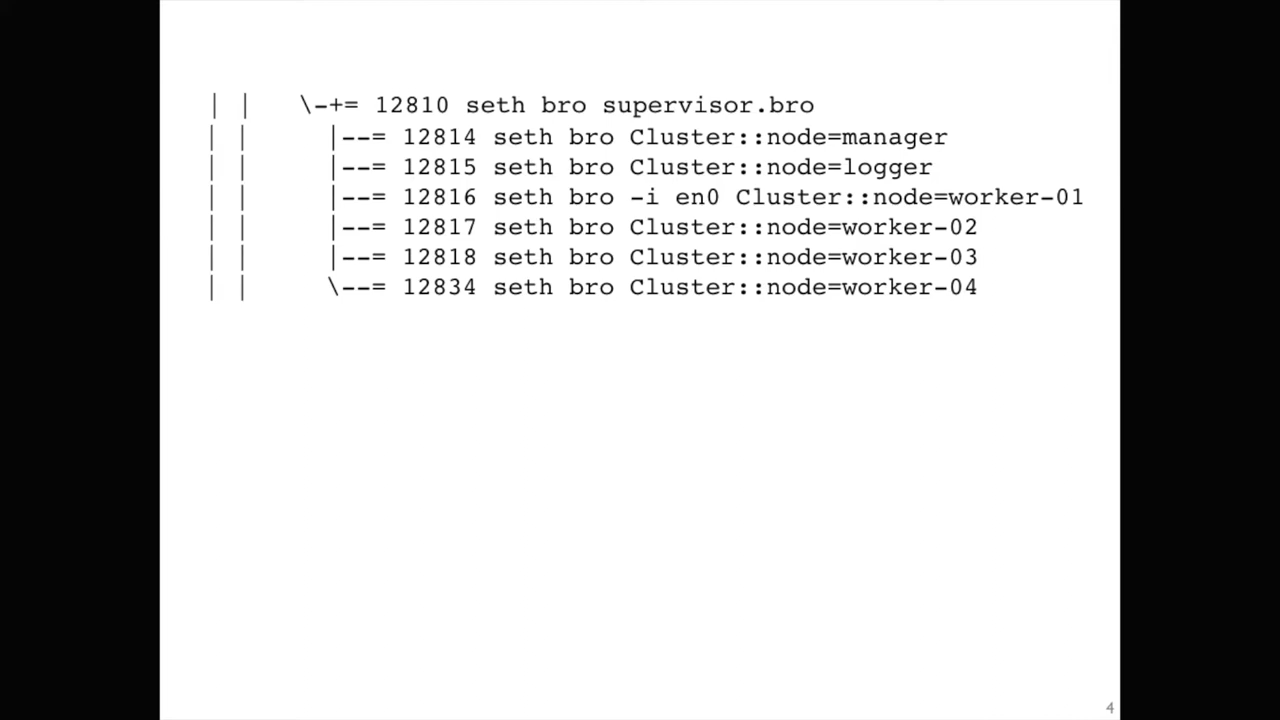 | | \-+= 12810 seth bro supervisor.bro
| | |--= 12814 seth bro Cluster::node=manager
| | |--= 12815 seth bro Cluster::node=logger
| | |--= 12816 seth bro -i en0 Cluster::node=worker-01
| | |--= 12817 seth bro Cluster::node=worker-02
| | |--= 12818 seth bro Cluster::node=worker-03
| | \--= 12834 seth bro Cluster::node=worker-04
4